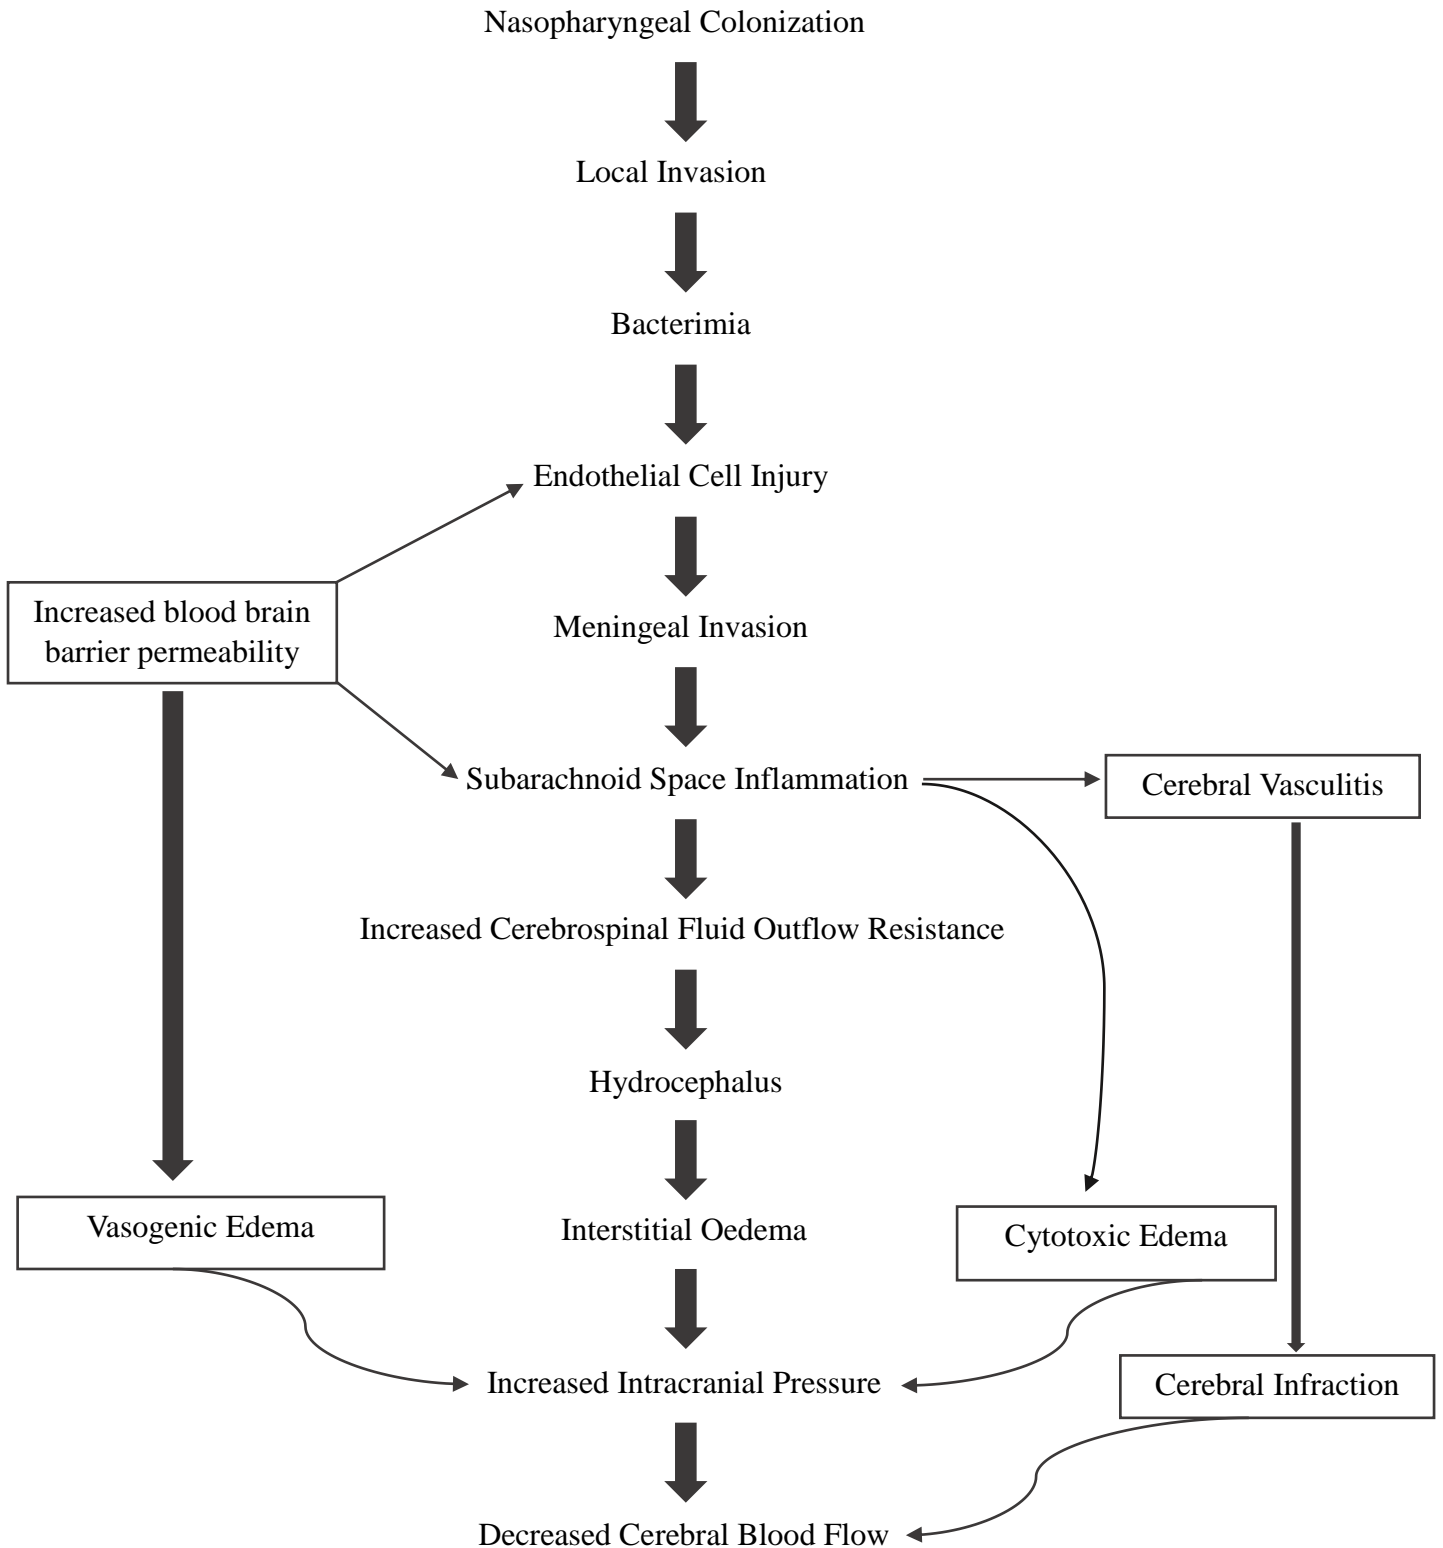 Nasopharyngeal Colonization
Local Invasion
Bacterimia
Endothelial Cell Injury
Increased blood brain
barrier permeability
Meningeal Invasion
Subarachnoid Space Inflammation
Cerebral Vasculitis
Increased Cerebrospinal Fluid Outflow Resistance
Hydrocephalus
Vasogenic Edema
Interstitial Oedema
Cytotoxic Edema
Increased Intracranial Pressure
Cerebral Infraction
Decreased Cerebral Blood Flow